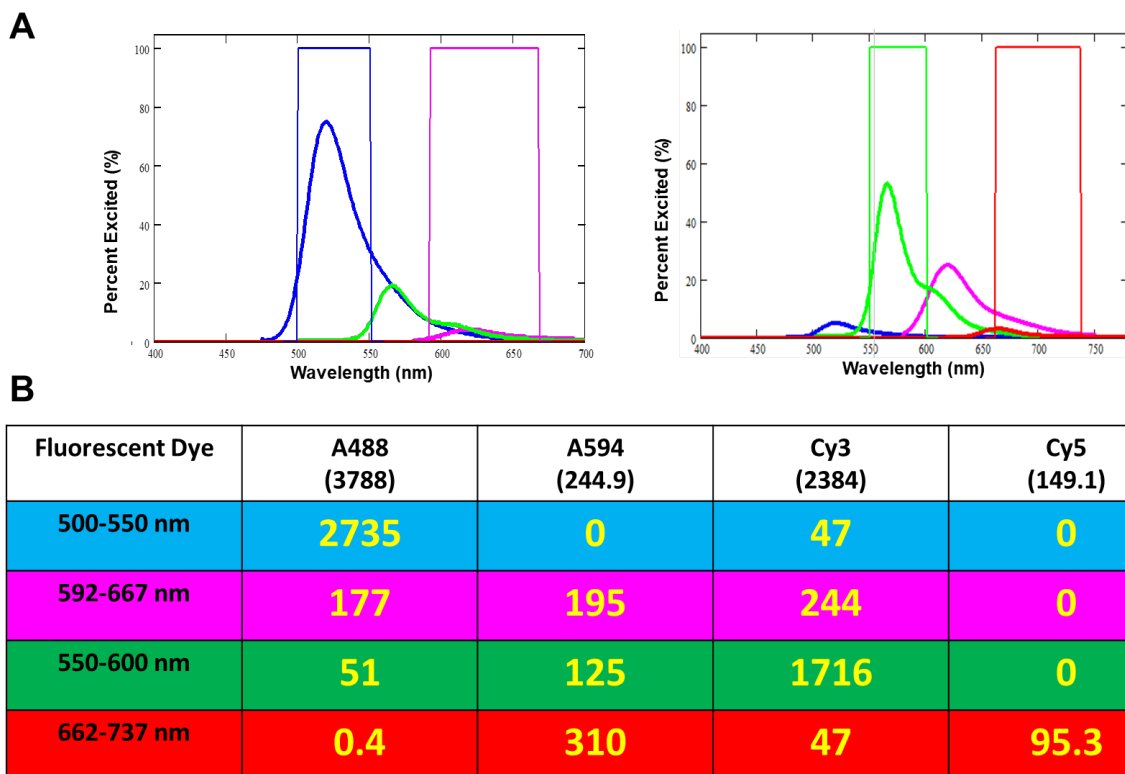 A
100
80
60
40
20
0
400 450 500 550 600 650 700
Percent Excited (%)
Wavelength (nm)
100
80
60
40
20
0
400 450 500 550 600 650 700 750
Percent Excited (%)
Wavelength (nm)
B
Fluorescent Dye A488 A594 Cy3 Cy5
(3788) (244.9) (2384) (149.1)
500-550 nm 2735 0 47 0
592-667 nm 177 195 244 0
550-600 nm 51 125 1716 0
662-737 nm 0.4 310 47 95.3